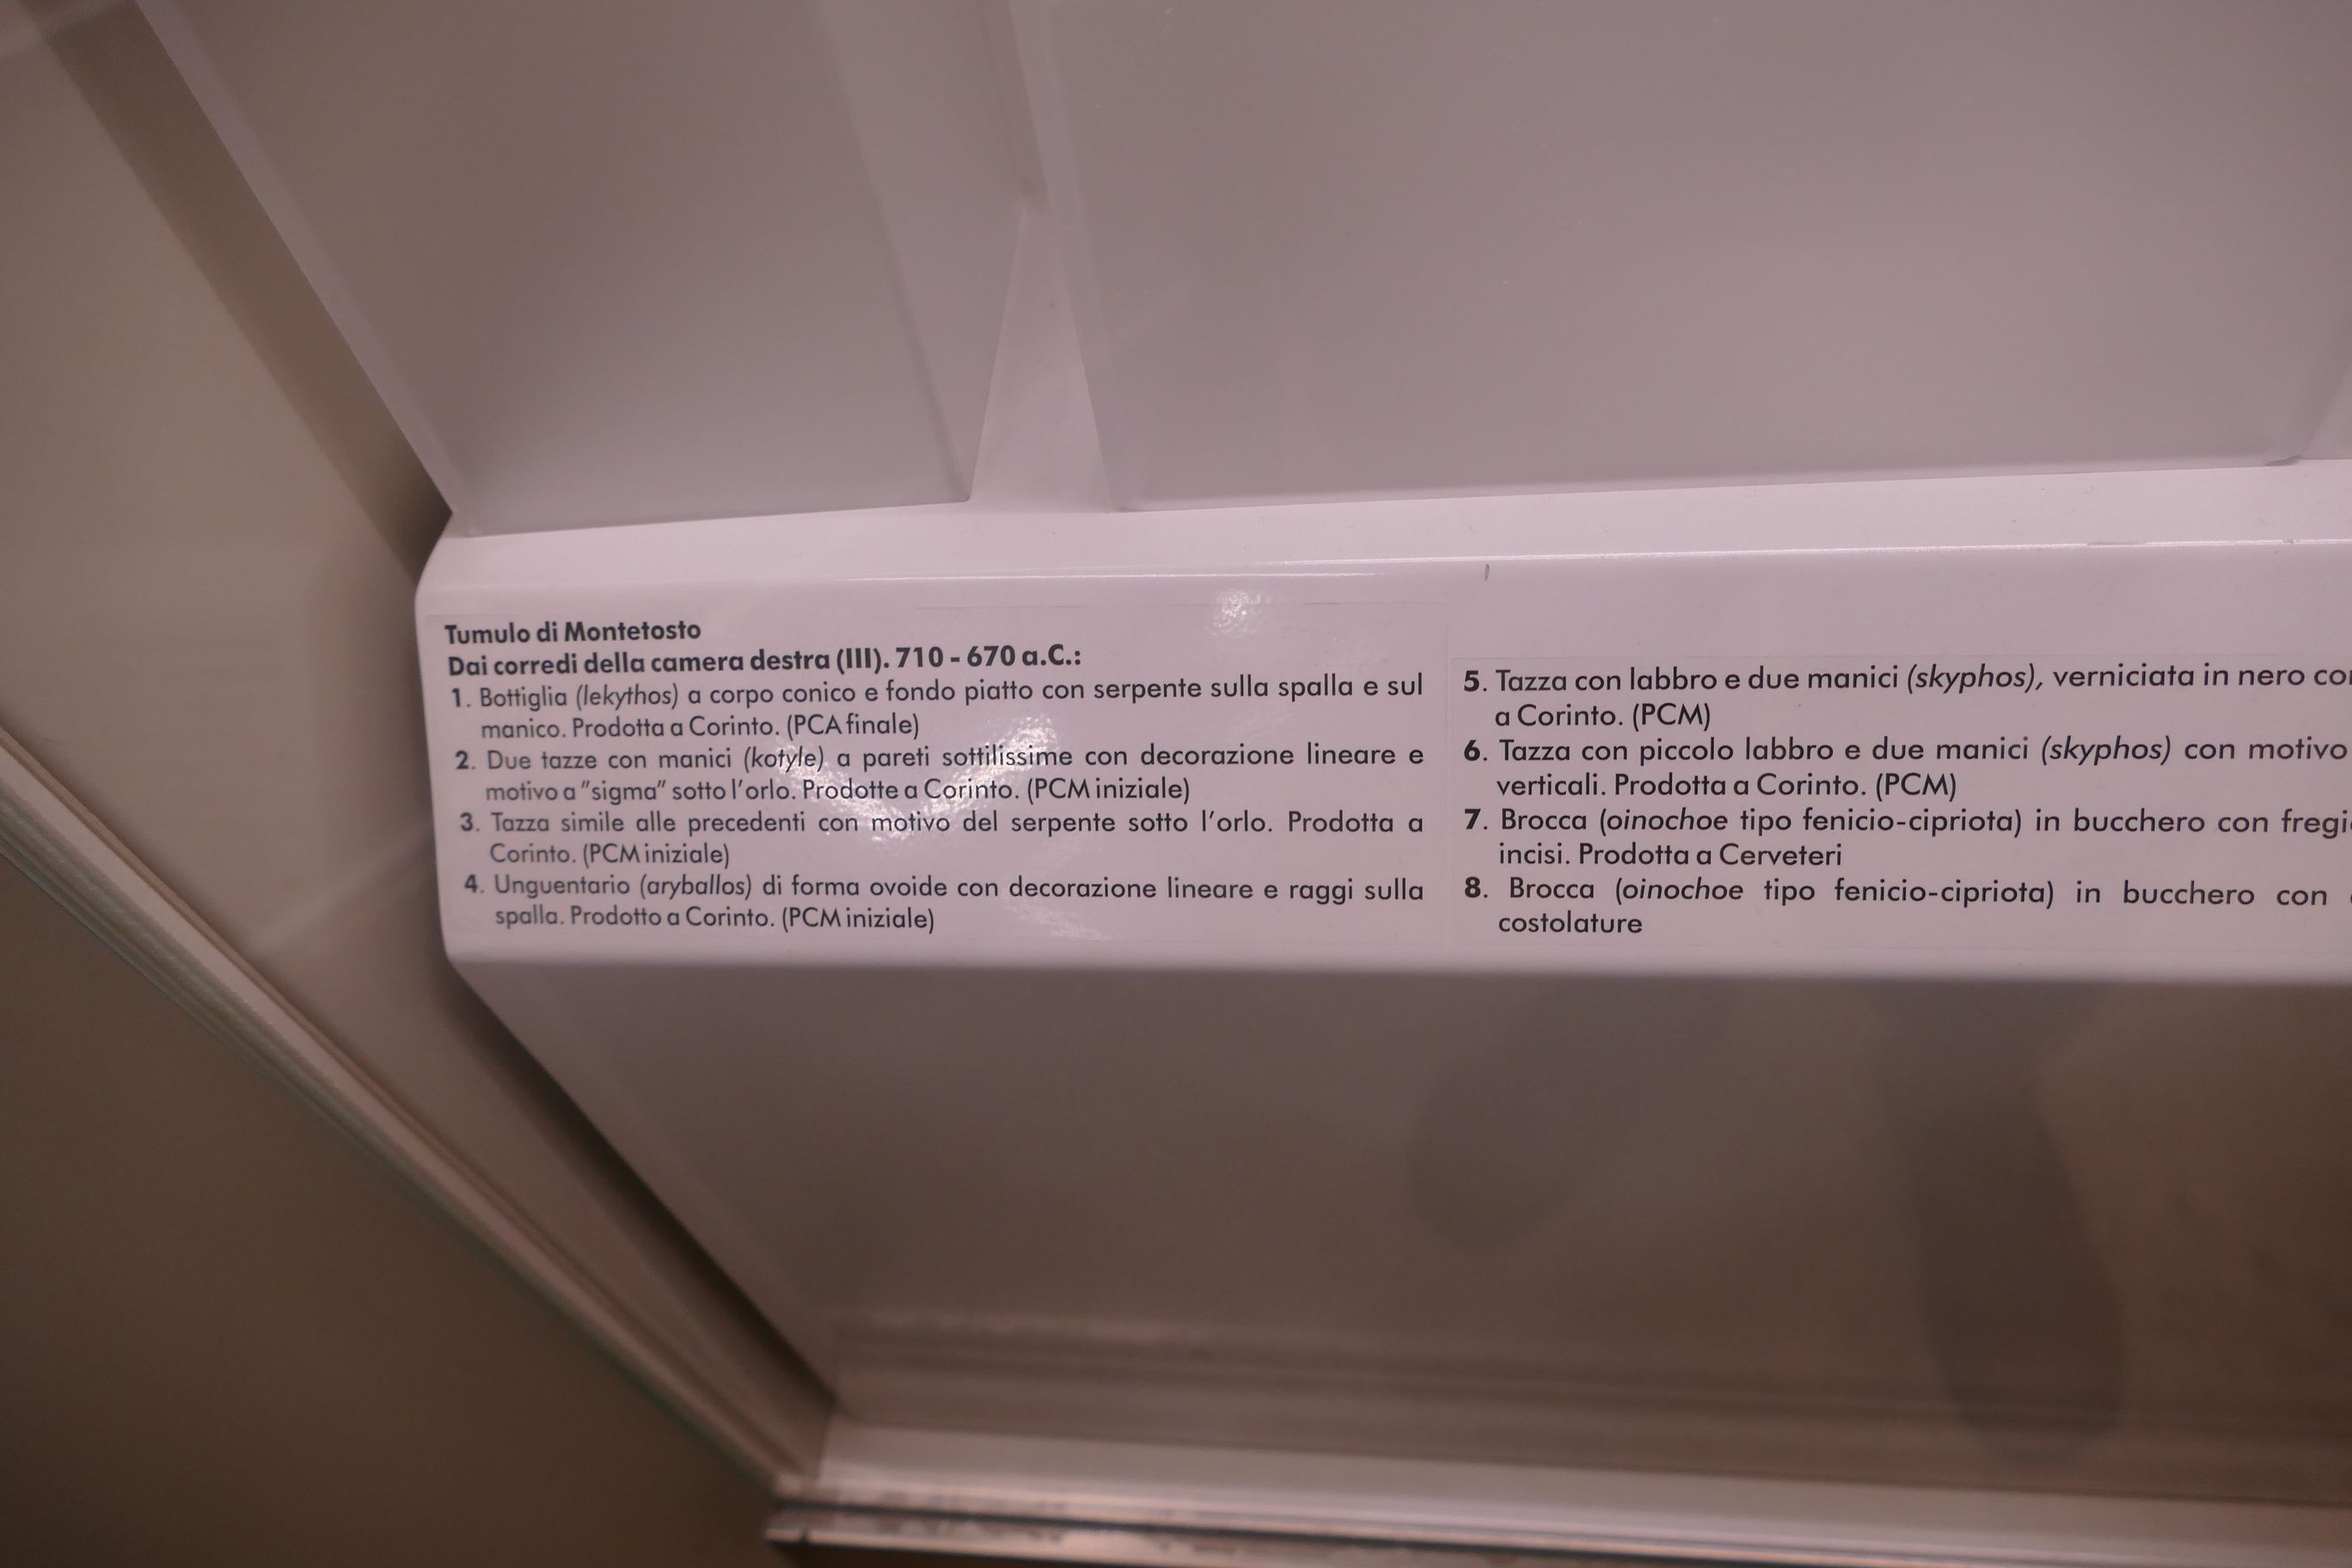 Tumulo di Montetosto
Dai corredi della camera destra (III). 710 - 670 a.C.:
1. Bottiglia (lekythos) a corpo conico e fondo piatto con serpente sulla spalla e sul
manico. Prodotta a Corinto. (PCA finale)
2. Due tazze con manici (kotyle) a pareti sottilissime con decorazione lineare e
motivo a "sigma" sotto l'orlo. Prodotte a Corinto. (PCM iniziale)
3. Tazza simile alle precedenti con motivo del serpente sotto l'orlo. Prodotta a
Corinto. (PCM iniziale)
4. Unguentario (aryballos) di forma ovoide con decorazione lineare e raggi sulla
spalla. Prodotto a Corinto. (PCM iniziale)
5. Tazza con labbro e due manici (skyphos), verniciata in nero
a Corinto. (PCM)
6. Tazza con piccolo labbro e due manici (skyphos) con motivo
verticali. Prodotta a Corinto. (PCM)
7. Brocca (oinochoe tipo fenicio-cipriota) in bucchero con
incisi. Prodotta a Cerveteri
8. Brocca (oinochoe tipo fenicio-cipriota) in bucchero con
costolature